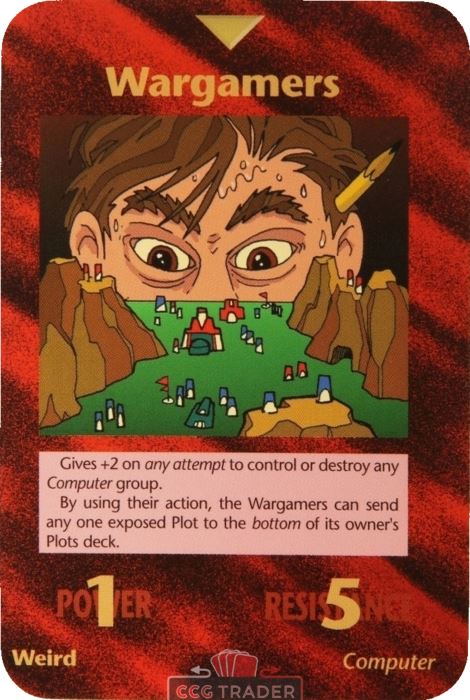 Wargamers
Gives +2 on any attempt to control or destroy any
Computer group.
By using their action, the Wargamers can send
any one exposed Plot to the bottom of its owner's
Plots deck.
POWER 1 RESISTANCE 5
Weird Computer
CCG TRADER